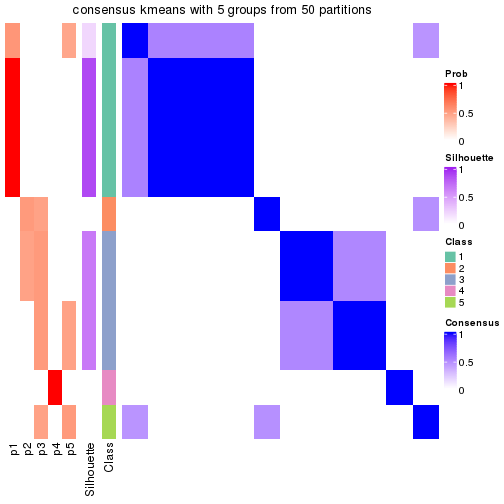 consensus kmeans with 5 groups from 50 partitions
Prob
1
0.5
0
Silhouette
1
0.5
0
Class
1
2
3
4
5
Consensus
1
0.5
0
p1
p2
p3
p4
p5
Silhouette
Class